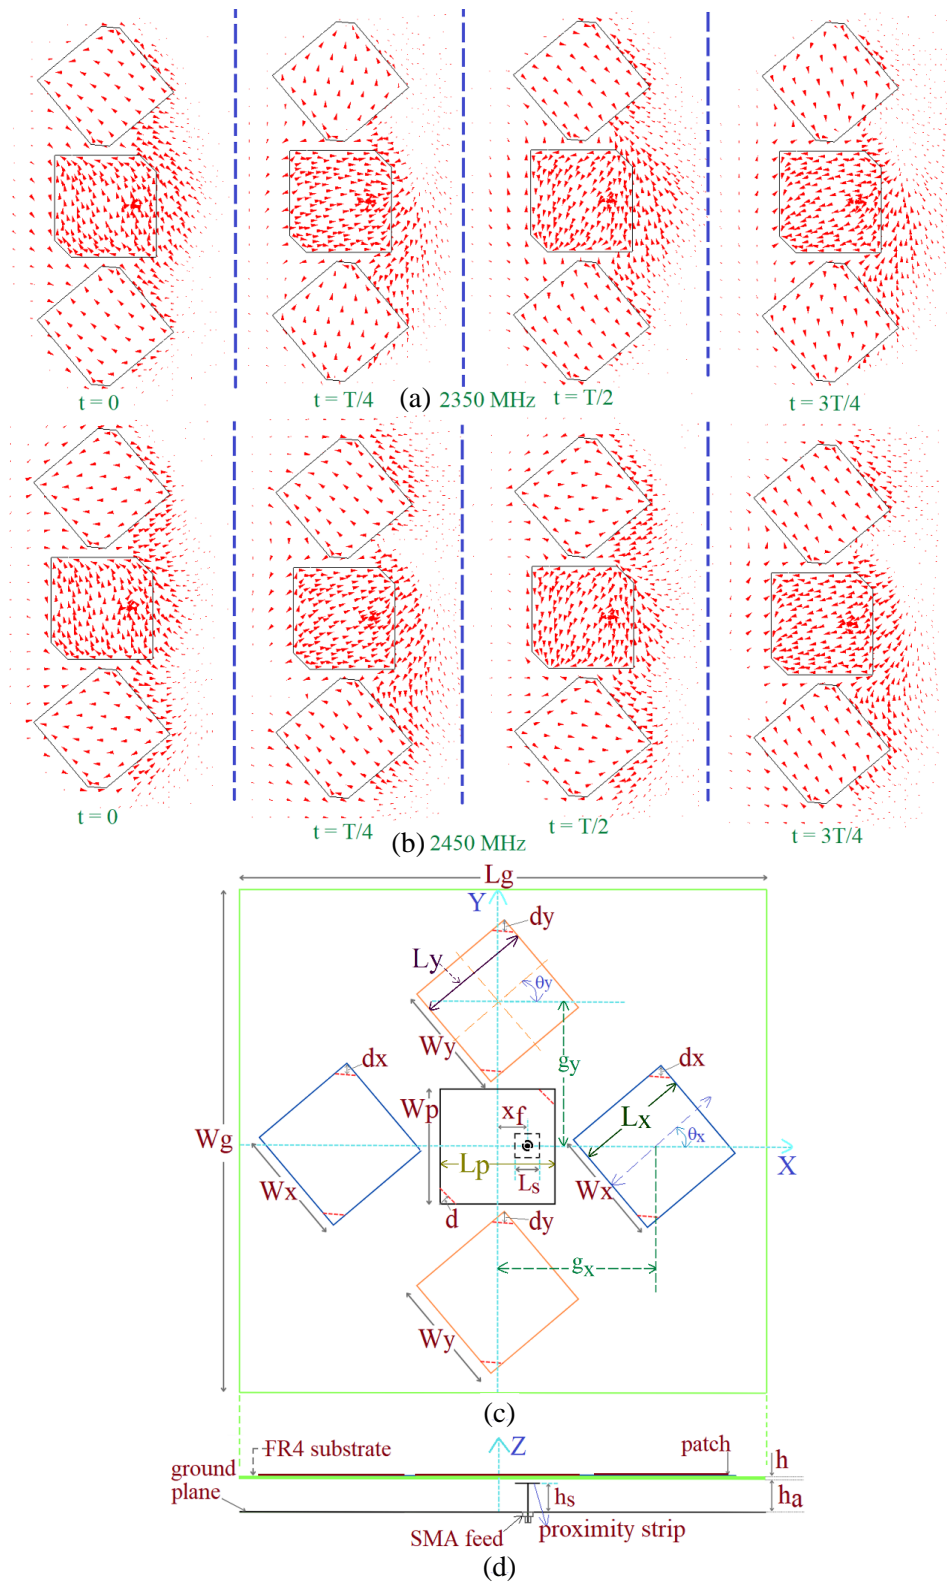 t = 0
t = T/4
(a) 2350 MHz
t = T/2
t = 3T/4
t = 0
t = T/4
(b) 2450 MHz
t = T/2
t = 3T/4
Lg
Y
dy
Ly
θy
Wy
gy
dx
dx
Wp
xf
Lx
θx
Wg
X
Lp
Wx
Ls
Wx
d
dy
gx
Wy
(c)
FR4 substrate
Z
patch
h
ground
plane
hs
ha
SMA feed
proximity strip
(d)